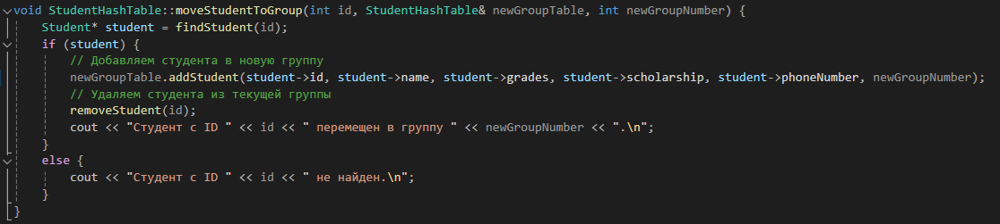 void StudentHashTable::moveStudentToGroup(int id, StudentHashTable& newGroupTable, int newGroupNumber) {
    Student* student = findStudent(id);
    if (student) {
        // Добавляем студента в новую группу
        newGroupTable.addStudent(student->id, student->name, student->grades, student->scholarship, student->phoneNumber, newGroupNumber);
        // Удаляем студента из текущей группы
        removeStudent(id);
        cout << "Студент с ID " << id << " перемещен в группу " << newGroupNumber << ".\n";
    }
    else {
        cout << "Студент с ID " << id << " не найден.\n";
    }
}